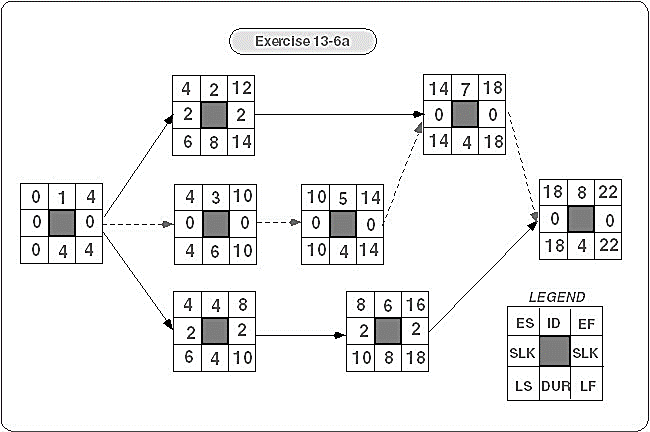 Exercise 13-6a
4 2 12
2 2
6 8 14
14 7 18
0 0
14 4 18
0 1 4
0 0
0 4 4
4 3 10
0 0
4 6 10
10 5 14
0 0
10 4 14
18 8 22
0 0
18 4 22
4 4 8
2 2
6 4 10
8 6 16
2 2
10 8 18
LEGEND
ES ID EF
SLK SLK
LS DUR LF